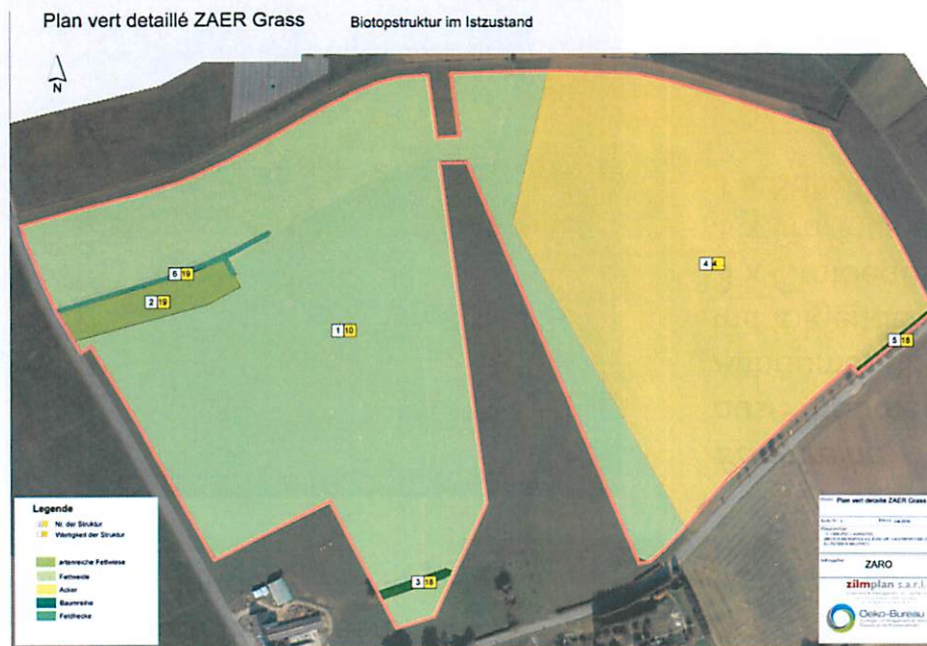 Plan vert detaillé ZAER Grass
Biotopstruktur im Istzustand
N
6 19
2 19
1 10
4 4
5 18
3 18
Legende
Nr. der Struktur
Wertigkeit der Struktur
artenreiche Fettwiese
Fettweide
Acker
Baumreihe
Feldhecke
Plan vert detaillé ZAER Grass
ZARO
zilmplan s.a.r.l.
Oeko-Bureau